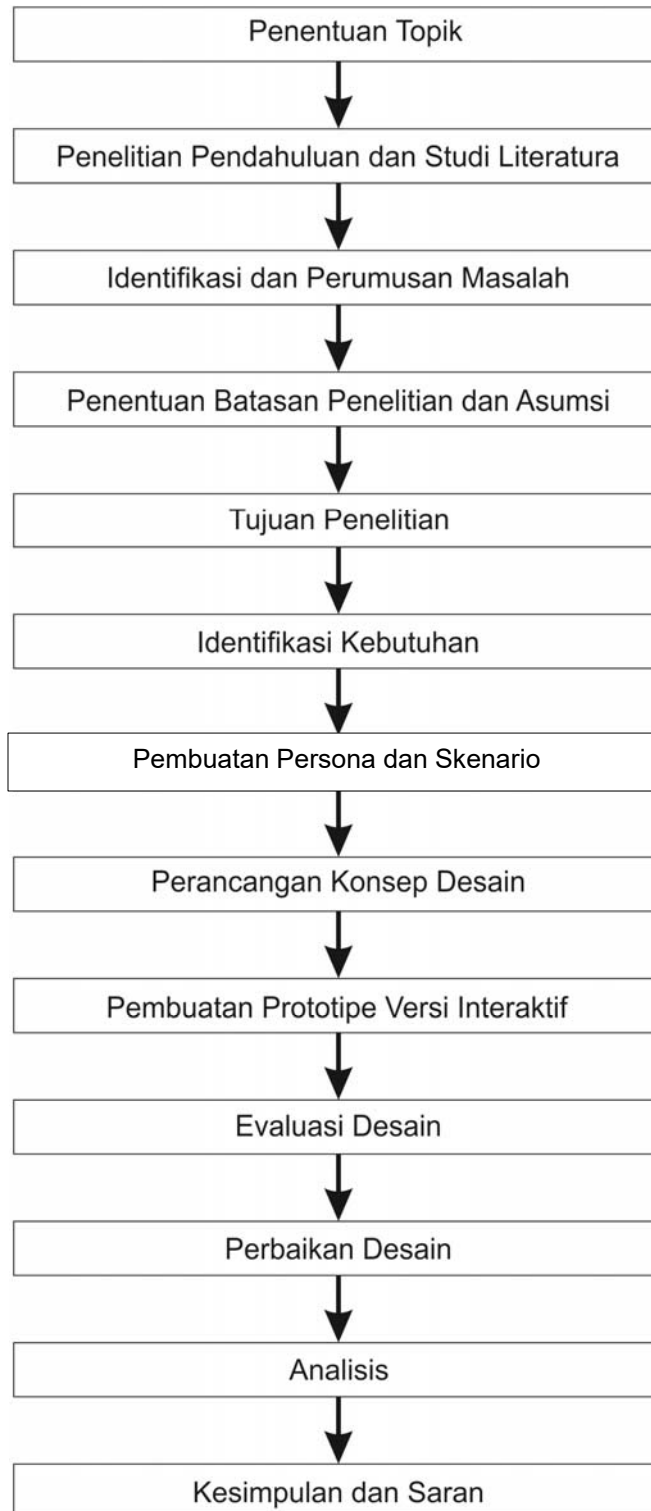 Penentuan Topik
Penelitian Pendahuluan dan Studi Literatura
Identifikasi dan Perumusan Masalah
Penentuan Batasan Penelitian dan Asumsi
Tujuan Penelitian
Identifikasi Kebutuhan
Pembuatan Persona dan Skenario
Perancangan Konsep Desain
Pembuatan Prototipe Versi Interaktif
Evaluasi Desain
Perbaikan Desain
Analisis
Kesimpulan dan Saran